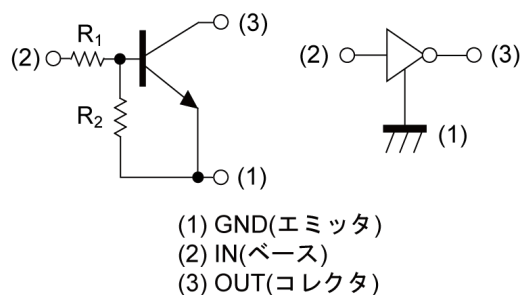 R1
(3)
(2)
R2
(1)
(2)
(3)
(1)
(1) GND(エミッタ)
(2) IN(ベース)
(3) OUT(コレクタ)